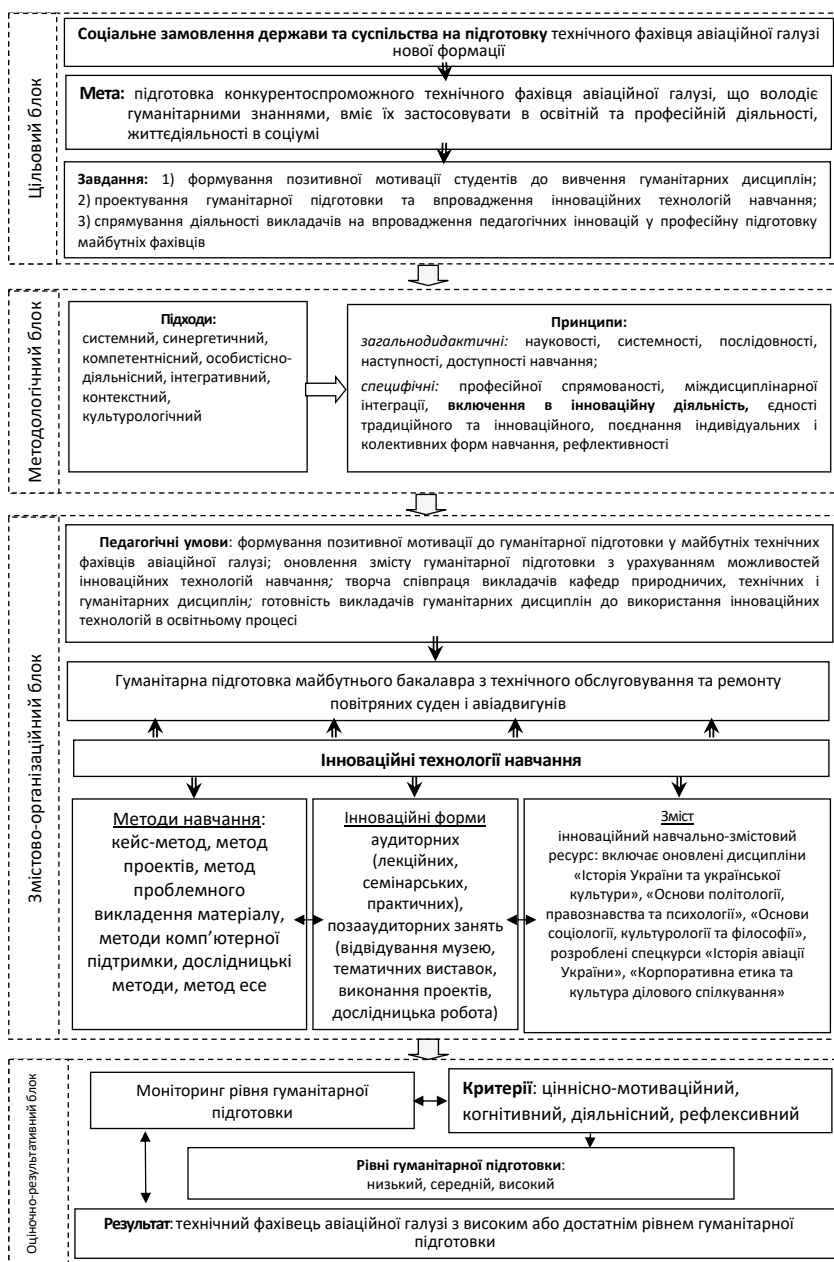 Цільовий блок
Соціальне замовлення держави та суспільства на підготовку технічного фахівця авіаційної галузі
нової формації
Мета: підготовка конкурентоспроможного технічного фахівця авіаційної галузі, що володіє
гуманітарними знаннями, вміє їх застосовувати в освітній та професійній діяльності,
життєдіяльності в соціумі
Завдання: 1) формування позитивної мотивації студентів до вивчення гуманітарних дисциплін;
2) проектування гуманітарної підготовки та впровадження інноваційних технологій навчання;
3) спрямування діяльності викладачів на впровадження педагогічних інновацій у професійну підготовку
майбутніх фахівців
Методологічний блок
Підходи:
системний, синергетичний,
компетентнісний, особистісно-
діяльнісний, інтегративний,
контекстний,
культурологічний
Принципи:
загальнодидактичні: науковості, системності, послідовності,
наступності, доступності навчання;
специфічні: професійної спрямованості, міждисциплінарної
інтеграції, включення в інноваційну діяльність, єдності
традиційного та інноваційного, поєднання індивідуальних і
колективних форм навчання, рефлективності
Змістово-організаційний блок
Педагогічні умови: формування позитивної мотивації до гуманітарної підготовки у майбутніх технічних
фахівців авіаційної галузі; оновлення змісту гуманітарної підготовки з урахуванням можливостей
інноваційних технологій навчання; творча співпраця викладачів кафедр природничих, технічних і
гуманітарних дисциплін; готовність викладачів гуманітарних дисциплін до використання інноваційних
технологій в освітньому процесі
Гуманітарна підготовка майбутнього бакалавра з технічного обслуговування та ремонту
повітряних суден і авіадвигунів
Інноваційні технології навчання
Методи навчання:
кейс-метод, метод
проектів, метод
проблемного
викладення матеріалу,
методи комп’ютерної
підтримки, дослідницькі
методи, метод есе
Інноваційні форми
аудиторних
(лекційних,
семінарських,
практичних),
позааудиторних занять
(відвідування музею,
тематичних виставок,
виконання проектів,
дослідницька робота)
Зміст
інноваційний навчально-змістовий
ресурс: включає оновлені дисципліни
«Історія України та української
культури», «Основи політології,
правознавства та психології», «Основи
соціології, культурології та філософії»,
розроблені спецкурси «Історія авіації
України», «Корпоративна етика та
культура ділового спілкування»
Оціночно-результативний блок
Моніторинг рівня гуманітарної
підготовки
Критерії: ціннісно-мотиваційний,
когнітивний, діяльнісний, рефлексивний
Рівні гуманітарної підготовки:
низький, середній, високий
Результат: технічний фахівець авіаційної галузі з високим або достатнім рівнем гуманітарної
підготовки